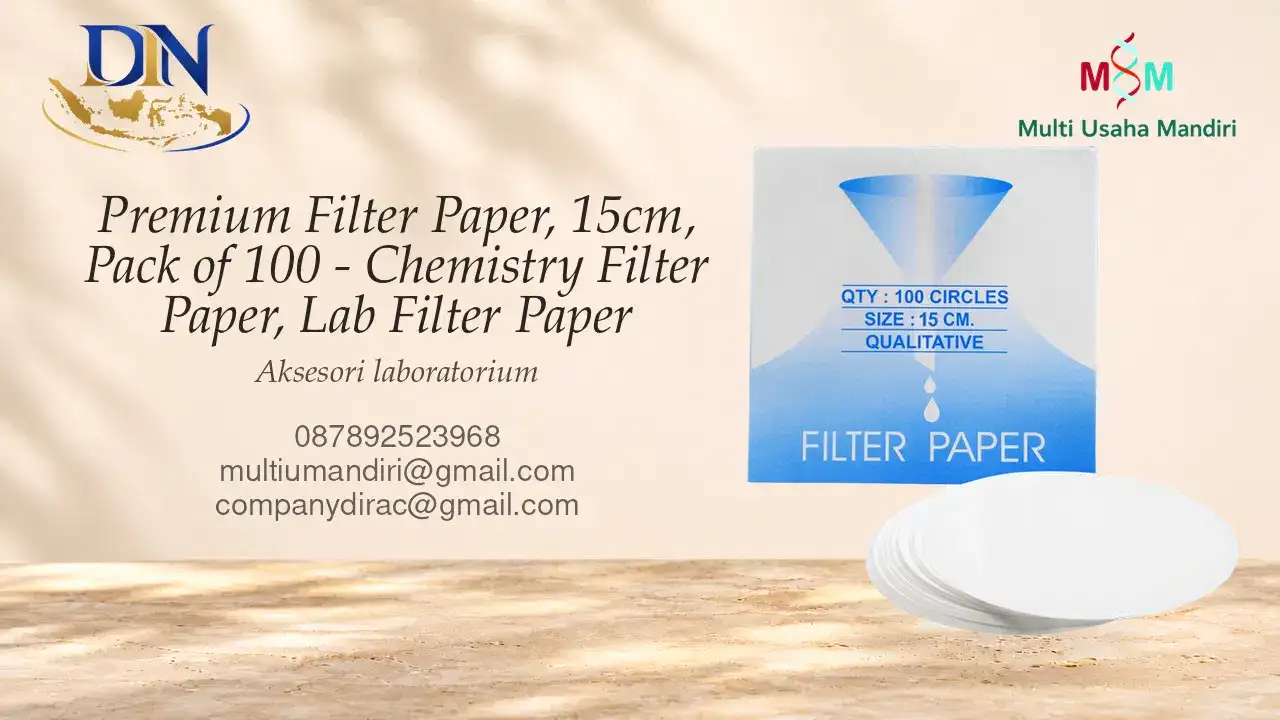 DIN
M M
Multi Usaha Mandiri
Premium Filter Paper, 15cm,
Pack of 100 - Chemistry Filter
Paper, Lab Filter Paper
Aksesori laboratorium
087892523968
multiumandiri@gmail.com
companydirac@gmail.com
QTY : 100 CIRCLES
SIZE : 15 CM.
QUALITATIVE
FILTER PAPER